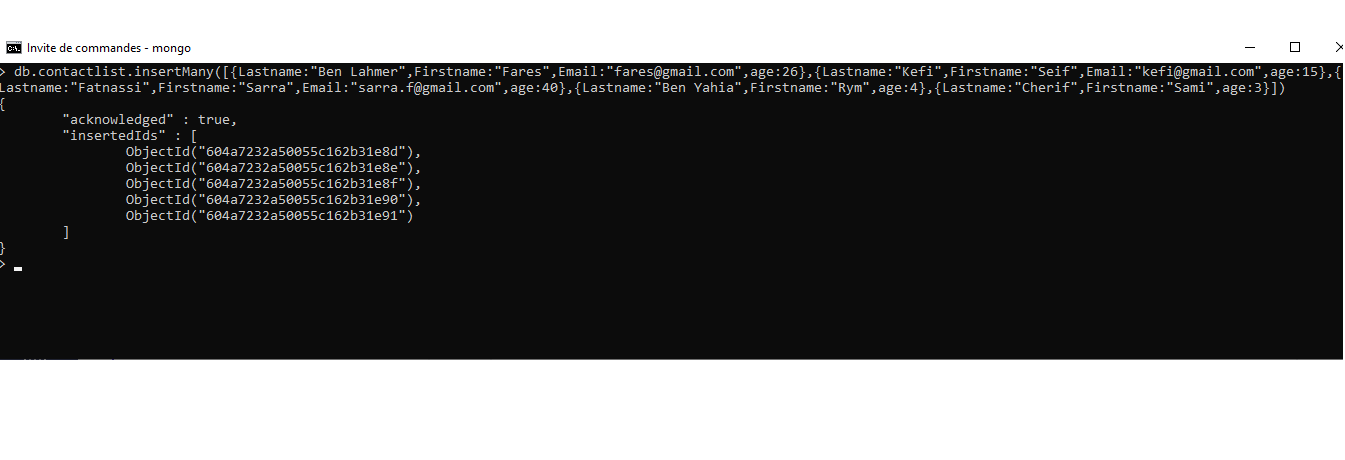 Invite de commandes - mongo
> db.contactlist.insertMany([{Lastname:"Ben Lahmer",Firstname:"Fares",Email:"fares@gmail.com",age:26},{Lastname:"Kefi",Firstname:"Seif",Email:"kefi@gmail.com",age:15},{
Lastname:"Fatnassi",Firstname:"Sarra",Email:"sarra.f@gmail.com",age:40},{Lastname:"Ben Yahia",Firstname:"Rym",age:4},{Lastname:"Cherif",Firstname:"Sami",age:3}])
{
"acknowledged" : true,
"insertedIds" : [
ObjectId("604a7232a50055c162b31e8d"),
ObjectId("604a7232a50055c162b31e8e"),
ObjectId("604a7232a50055c162b31e8f"),
ObjectId("604a7232a50055c162b31e90"),
ObjectId("604a7232a50055c162b31e91")
]
}
>